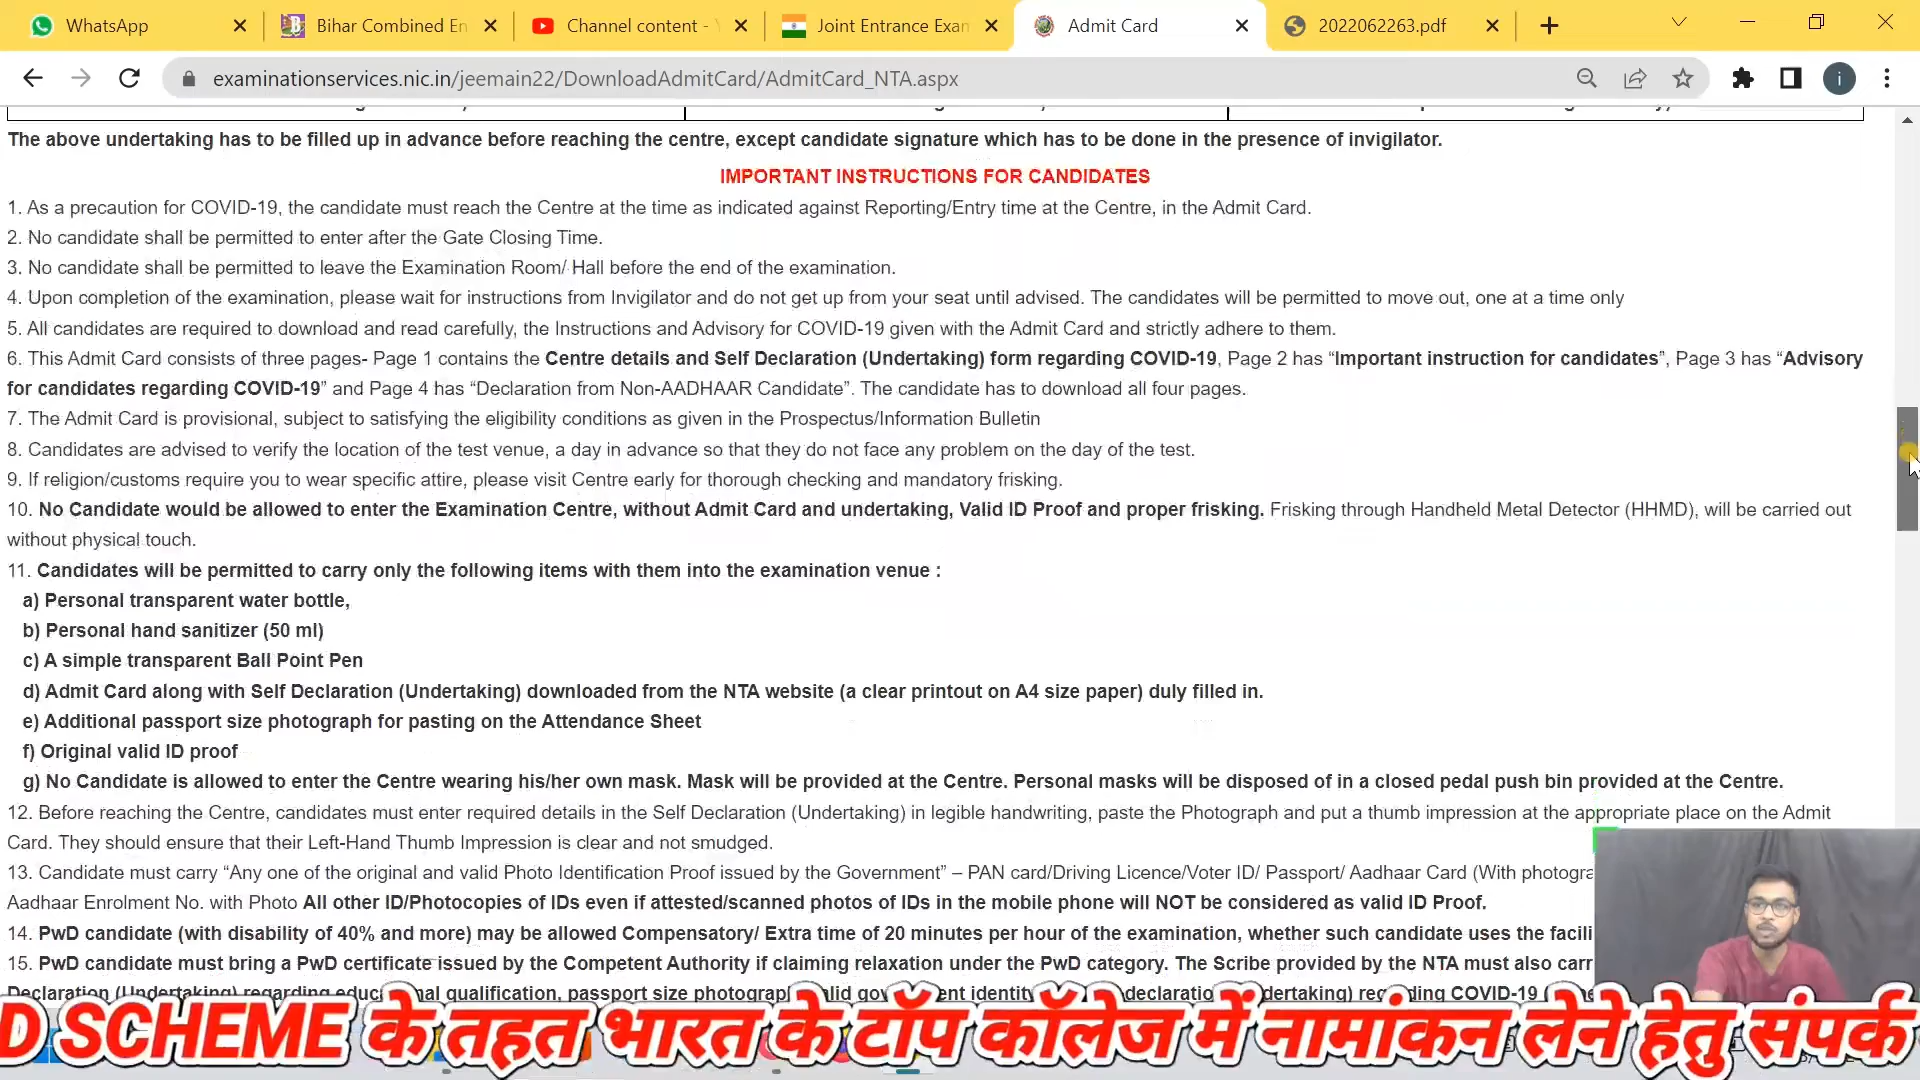 WhatsApp
Bihar Combined En
Channel content -
Joint Entrance Exan
Admit Card
2022062263.pdf
examinationservices.nic.in/jeemain22/DownloadAdmitCard/AdmitCard_NTA.aspx
i
The above undertaking has to be filled up in advance before reaching the centre, except candidate signature which has to be done in the presence of invigilator.
IMPORTANT INSTRUCTIONS FOR CANDIDATES
1. As a precaution for COVID-19, the candidate must reach the Centre at the time as indicated against Reporting/Entry time at the Centre, in the Admit Card.
2. No candidate shall be permitted to enter after the Gate Closing Time.
3. No candidate shall be permitted to leave the Examination Room/ Hall before the end of the examination.
4. Upon completion of the examination, please wait for instructions from Invigilator and do not get up from your seat until advised. The candidates will be permitted to move out, one at a time only
5. All candidates are required to download and read carefully, the Instructions and Advisory for COVID-19 given with the Admit Card and strictly adhere to them.
6. This Admit Card consists of three pages- Page 1 contains the Centre details and Self Declaration (Undertaking) form regarding COVID-19, Page 2 has “Important instruction for candidates”, Page 3 has “Advisory
for candidates regarding COVID-19” and Page 4 has “Declaration from Non-AADHAAR Candidate”. The candidate has to download all four pages.
7. The Admit Card is provisional, subject to satisfying the eligibility conditions as given in the Prospectus/Information Bulletin
8. Candidates are advised to verify the location of the test venue, a day in advance so that they do not face any problem on the day of the test.
9. If religion/customs require you to wear specific attire, please visit Centre early for thorough checking and mandatory frisking.
10. No Candidate would be allowed to enter the Examination Centre, without Admit Card and undertaking, Valid ID Proof and proper frisking. Frisking through Handheld Metal Detector (HHMD), will be carried out
without physical touch.
11. Candidates will be permitted to carry only the following items with them into the examination venue :
a) Personal transparent water bottle,
b) Personal hand sanitizer (50 ml)
c) A simple transparent Ball Point Pen
d) Admit Card along with Self Declaration (Undertaking) downloaded from the NTA website (a clear printout on A4 size paper) duly filled in.
e) Additional passport size photograph for pasting on the Attendance Sheet
f) Original valid ID proof
g) No Candidate is allowed to enter the Centre wearing his/her own mask. Mask will be provided at the Centre. Personal masks will be disposed of in a closed pedal push bin provided at the Centre.
12. Before reaching the Centre, candidates must enter required details in the Self Declaration (Undertaking) in legible handwriting, paste the Photograph and put a thumb impression at the appropriate place on the Admit
Card. They should ensure that their Left-Hand Thumb Impression is clear and not smudged.
13. Candidate must carry “Any one of the original and valid Photo Identification Proof issued by the Government” – PAN card/Driving Licence/Voter ID/ Passport/ Aadhaar Card (With photogra
Aadhaar Enrolment No. with Photo All other ID/Photocopies of IDs even if attested/scanned photos of IDs in the mobile phone will NOT be considered as valid ID Proof.
14. PwD candidate (with disability of 40% and more) may be allowed Compensatory/ Extra time of 20 minutes per hour of the examination, whether such candidate uses the facili
15. PwD candidate must bring a PwD certificate issued by the Competent Authority if claiming relaxation under the PwD category. The Scribe provided by the NTA must also carr
Declaration (Undertaking) regarding qualification, passport size photograph identity regarding COVID-19
D SCHEME के तहत भारत के टॉप कॉलेज में नामांकन लेने हेतु संपर्क